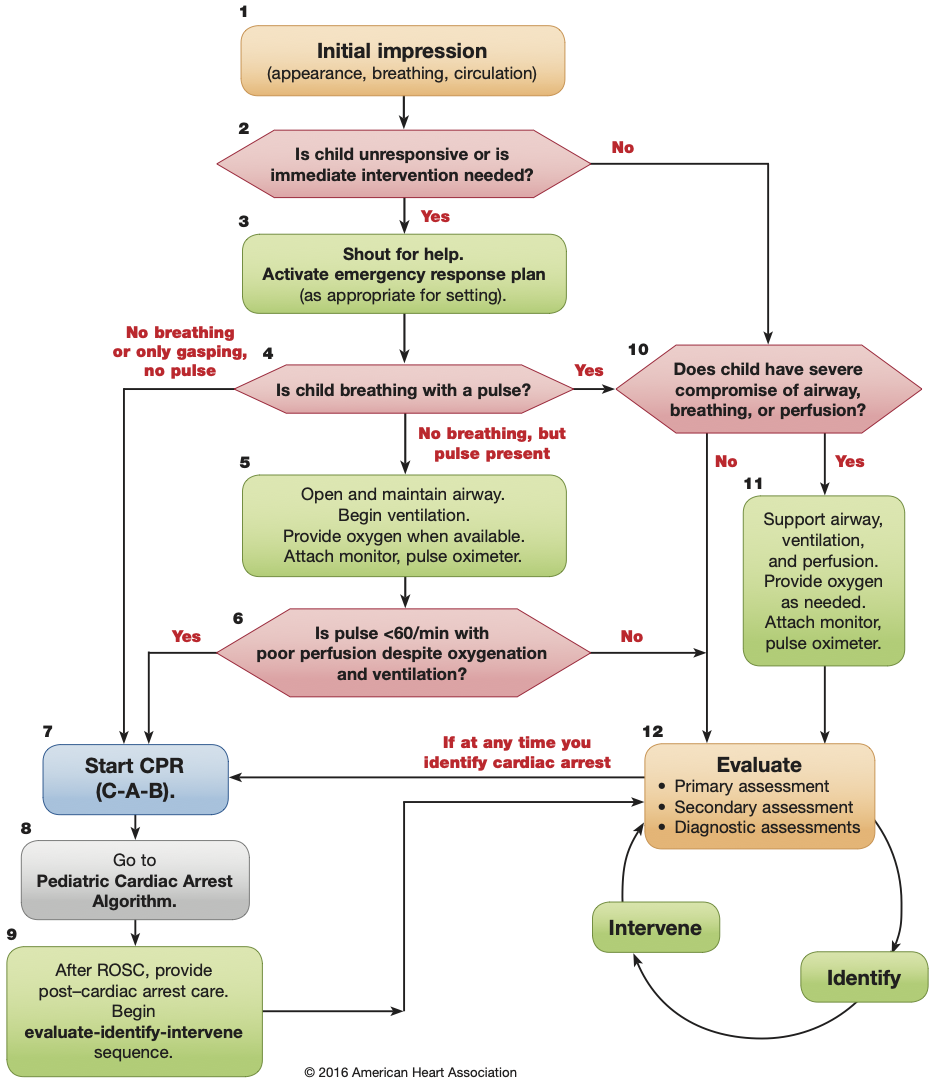 1
Initial impression
(appearance, breathing, circulation)
2
Is child unresponsive or is
immediate intervention needed?
No
Yes
3
Shout for help.
Activate emergency response plan
(as appropriate for setting).
No breathing
or only gasping,
no pulse
4
Is child breathing with a pulse?
Yes
10
Does child have severe
compromise of airway,
breathing, or perfusion?
No breathing, but
pulse present
No
Yes
5
Open and maintain airway.
Begin ventilation.
Provide oxygen when available.
Attach monitor, pulse oximeter.
11
Support airway,
ventilation,
and perfusion.
Provide oxygen
as needed.
Attach monitor,
pulse oximeter.
6
Is pulse <60/min with
poor perfusion despite oxygenation
and ventilation?
Yes
No
7
Start CPR
(C-A-B).
If at any time you
identify cardiac arrest
12
Evaluate
• Primary assessment
• Secondary assessment
• Diagnostic assessments
8
Go to
Pediatric Cardiac Arrest
Algorithm.
9
After ROSC, provide
post–cardiac arrest care.
Begin
evaluate-identify-intervene
sequence.
Intervene
Identify
© 2016 American Heart Association